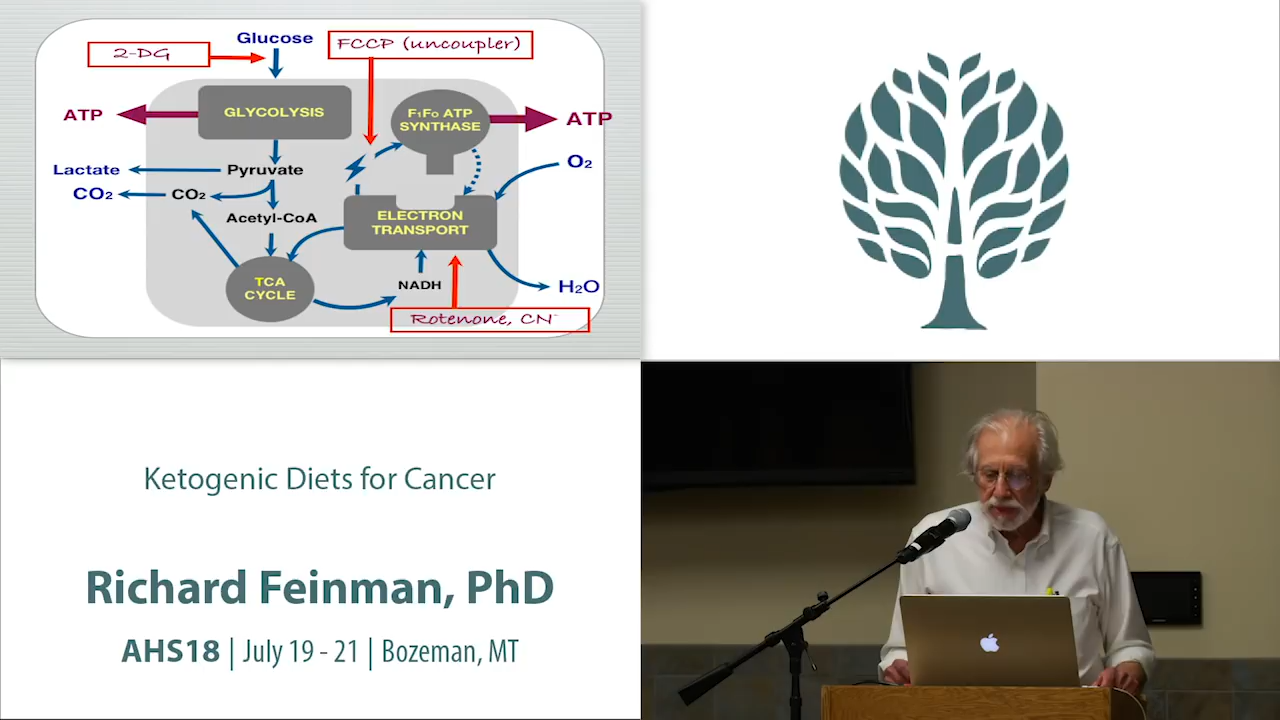 Glucose
2-DG
FCCP (uncoupler)
ATP
GLYCOLYSIS
F1F0 ATP
SYNTHASE
ATP
O2
Lactate
Pyruvate
CO2
CO2
Acetyl-CoA
ELECTRON
TRANSPORT
TCA
CYCLE
NADH
H2O
Rotenone, CN-
Ketogenic Diets for Cancer
Richard Feinman, PhD
AHS18 | July 19 - 21 | Bozeman, MT